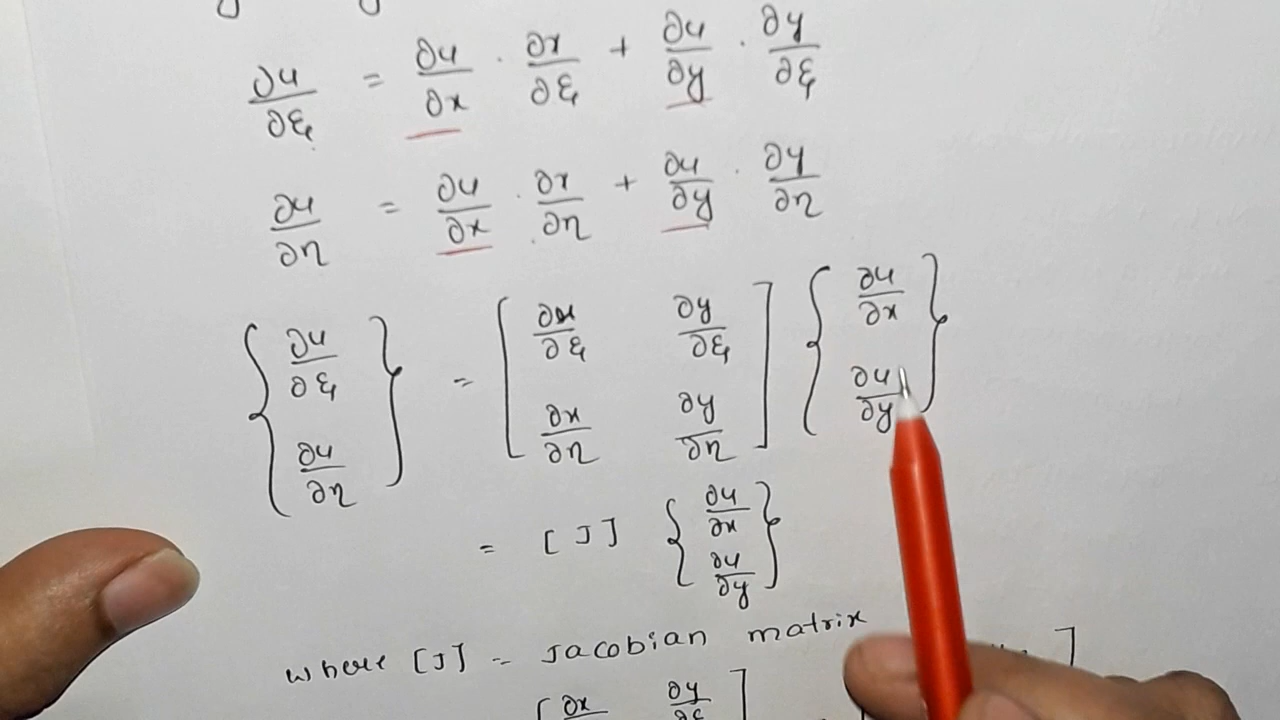 ∂u/∂ξ = ∂u/∂x · ∂x/∂ξ + ∂u/∂y · ∂y/∂ξ
∂u/∂η = ∂u/∂x · ∂x/∂η + ∂u/∂y · ∂y/∂η
{ ∂u/∂ξ ; ∂u/∂η } = [ ∂x/∂ξ ∂y/∂ξ ; ∂x/∂η ∂y/∂η ] { ∂u/∂x ; ∂u/∂y }
= [J] { ∂u/∂x ; ∂u/∂y }
where [J] = Jacobian matrix
[ ∂x ∂y ]